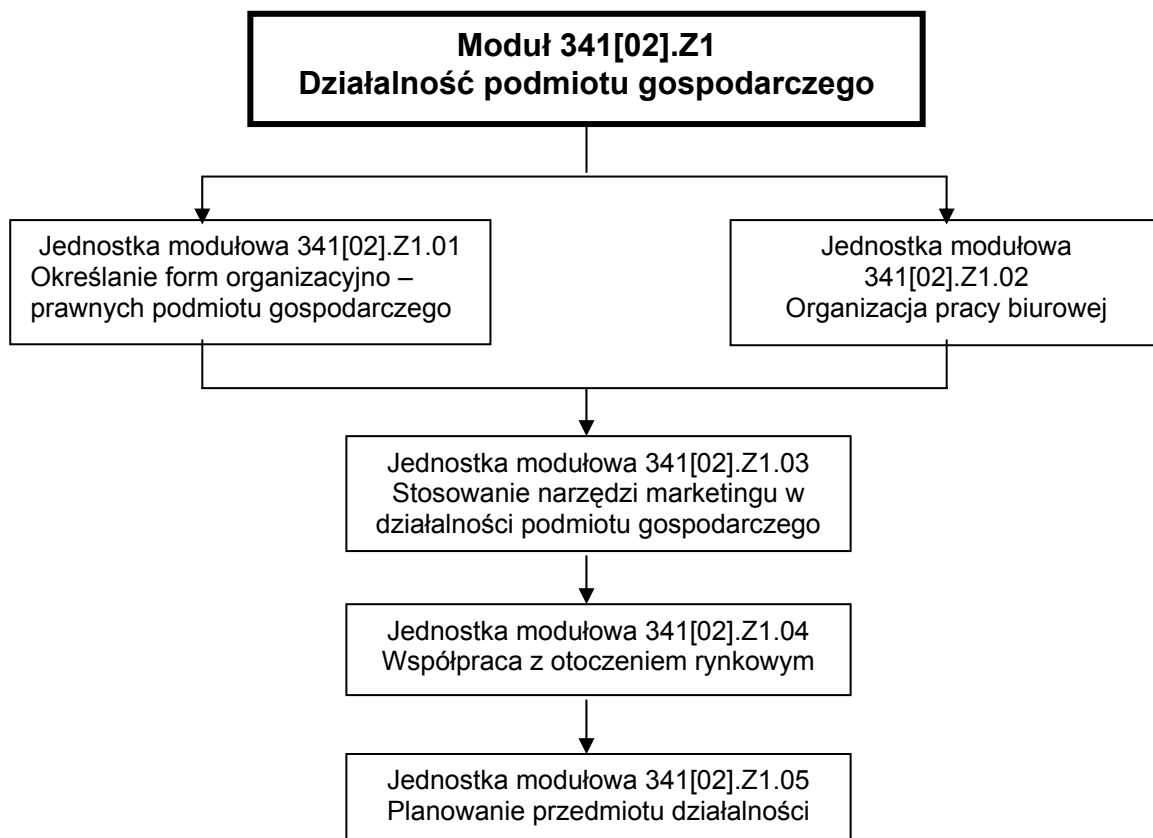 Moduł 341[02].Z1
Działalność podmiotu gospodarczego
Jednostka modułowa 341[02].Z1.01
Określanie form organizacyjno –
prawnych podmiotu gospodarczego
Jednostka modułowa
341[02].Z1.02
Organizacja pracy biurowej
Jednostka modułowa 341[02].Z1.03
Stosowanie narzędzi marketingu w
działalności podmiotu gospodarczego
Jednostka modułowa 341[02].Z1.04
Współpraca z otoczeniem rynkowym
Jednostka modułowa 341[02].Z1.05
Planowanie przedmiotu działalności